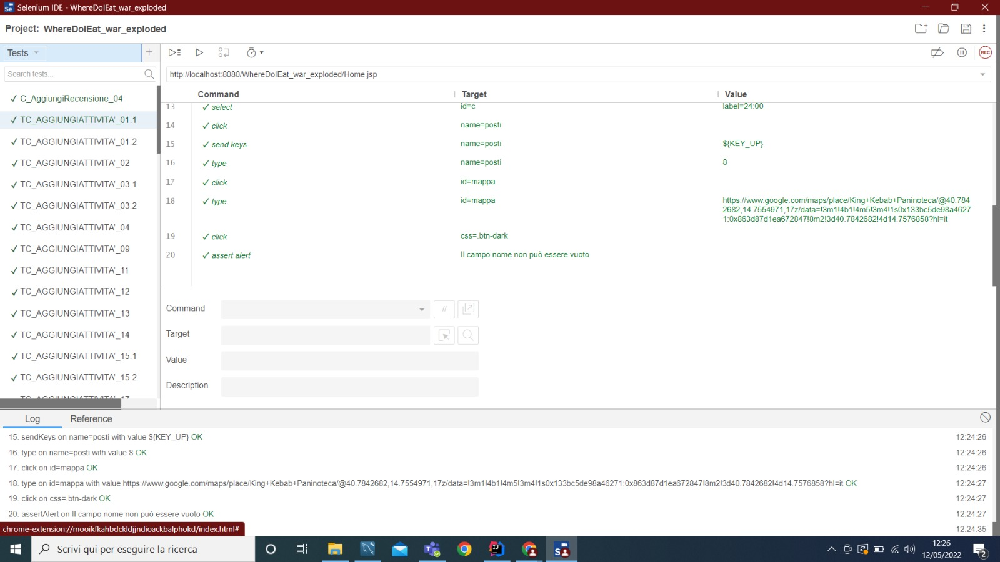 Selenium IDE - WhereDoIEat_war_exploded
Project: WhereDoIEat_war_exploded
Tests
+
REC
Search tests...
http://localhost:8080/WhereDoIEat_war_exploded/Home.jsp
Command Target Value
C_AggiungiRecensione_04
TC_AGGIUNGIATTIVITA'_01.1
TC_AGGIUNGIATTIVITA'_01.2
TC_AGGIUNGIATTIVITA'_02
TC_AGGIUNGIATTIVITA'_03.1
TC_AGGIUNGIATTIVITA'_03.2
TC_AGGIUNGIATTIVITA'_04
TC_AGGIUNGIATTIVITA'_09
TC_AGGIUNGIATTIVITA'_11
TC_AGGIUNGIATTIVITA'_12
TC_AGGIUNGIATTIVITA'_13
TC_AGGIUNGIATTIVITA'_14
TC_AGGIUNGIATTIVITA'_15.1
TC_AGGIUNGIATTIVITA'_15.2
TC_AGGIUNGIATTIVITA'_17
13 ✓ select id=c label=24:00
14 ✓ click name=posti
15 ✓ send keys name=posti ${KEY_UP}
16 ✓ type name=posti 8
17 ✓ click id=mappa
18 ✓ type id=mappa https://www.google.com/maps/place/King+Kebab+Paninoteca/@40.784
2682,14.7554971,17z/data=!3m1!4b1!4m5!3m4!1s0x133bc5de98a4627
1:0x863d87d1ea672847!8m2!3d40.7842682!4d14.7576858?hl=it
19 ✓ click css=.btn-dark
20 ✓ assert alert Il campo nome non può essere vuoto
Command
//
Target
Value
Description
Log Reference
15. sendKeys on name=posti with value ${KEY_UP} OK 12:24:26
16. type on name=posti with value 8 OK 12:24:26
17. click on id=mappa OK 12:24:26
18. type on id=mappa with value https://www.google.com/maps/place/King+Kebab+Paninoteca/@40.7842682,14.7554971,17z/data=!3m1!4b1!4m5!3m4!1s0x133bc5de98a46271:0x863d87d1ea672847!8m2!3d40.7842682!4d14.7576858?hl=it OK 12:24:27
19. click on css=.btn-dark OK 12:24:27
20. assertAlert on Il campo nome non può essere vuoto OK 12:24:27
chrome-extension://mooikfkahbdckldjjndioackbalphokd/index.html# 12:24:35
Scrivi qui per eseguire la ricerca
12:26
12/05/2022
2